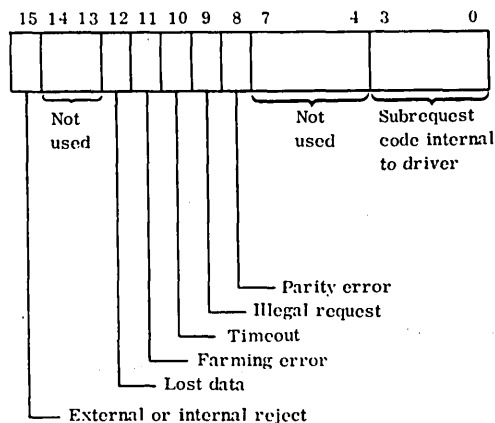 15 14 13 12 11 10 9 8 7 4 3 0
Not used
Not used
Subrequest code internal to driver
Parity error
Illegal request
Timeout
Farming error
Lost data
External or internal reject